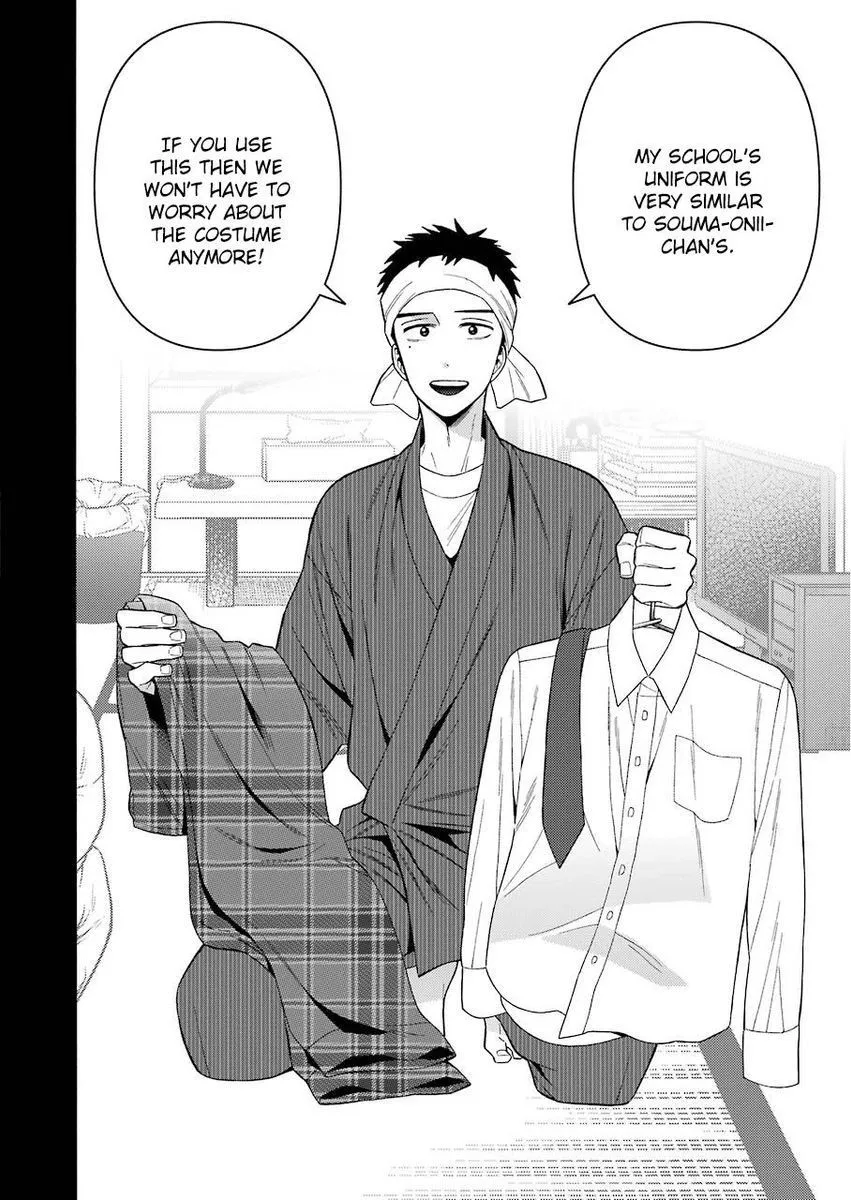 MY SCHOOL'S
UNIFORM IS
VERY SIMILAR
TO SOUMA-ONII-
CHAN'S.
IF YOU USE
THIS THEN WE
WON'T HAVE TO
WORRY ABOUT
THE COSTUME
ANYMORE!